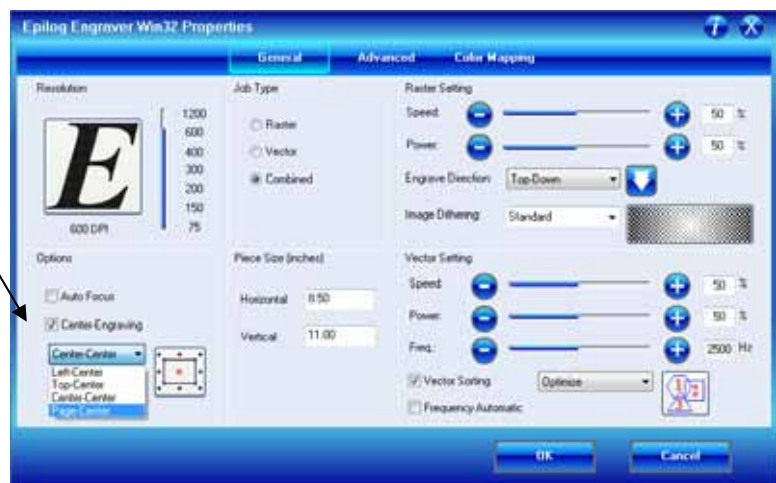 Epilog Engraver Win32 Properties
General Advanced Color Mapping
Resolution
E
600 DPI
1200
600
400
300
200
150
75
Job Type
Raster
Vector
Combined
Raster Setting
Speed: 50 %
Power: 50 %
Engrave Direction: Top-Down
Image Dithering: Standard
Options
Auto Focus
Center-Engraving
Center-Center
Left-Center
Top-Center
Center-Center
Page-Center
Piece Size (inches)
Horizontal 8.50
Vertical 11.00
Vector Setting
Speed: 50 %
Power: 50 %
Freq.: 2500 Hz
Vector Sorting Optimize
Frequency Automatic
OK Cancel